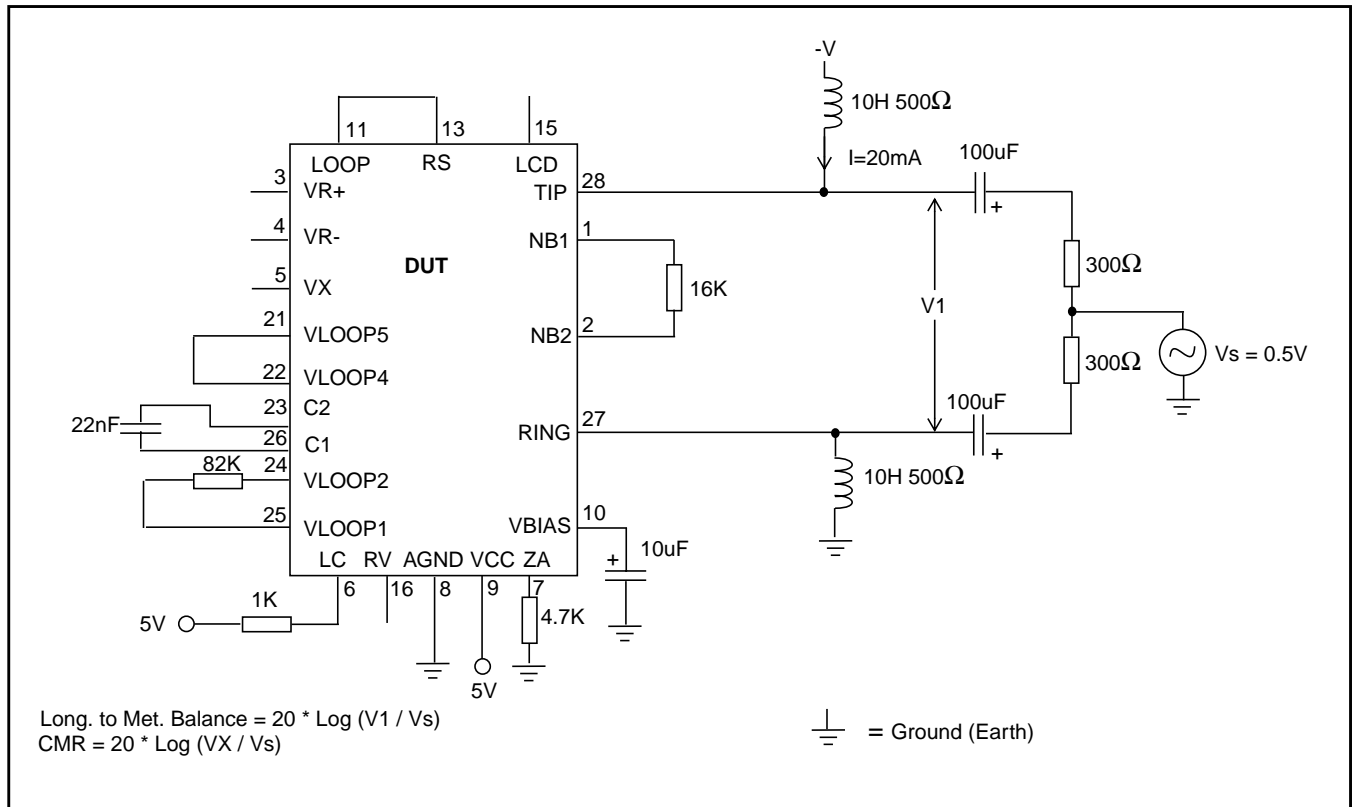 -V
10H 500Ω
I=20mA
100uF
11
13
15
LOOP
RS
LCD
3
VR+
TIP
28
4
VR-
NB1
1
DUT
5
VX
16K
300Ω
V1
21
VLOOP5
NB2
2
Vs = 0.5V
22
VLOOP4
300Ω
23
C2
100uF
22nF
26
C1
RING
27
82K
24
VLOOP2
10H 500Ω
25
VLOOP1
VBIAS
10
+
+
+
10uF
LC
RV
AGND
VCC
ZA
6
16
8
9
7
1K
4.7K
5V
5V
Long. to Met. Balance = 20 * Log (V1 / Vs)
CMR = 20 * Log (VX / Vs)
= Ground (Earth)